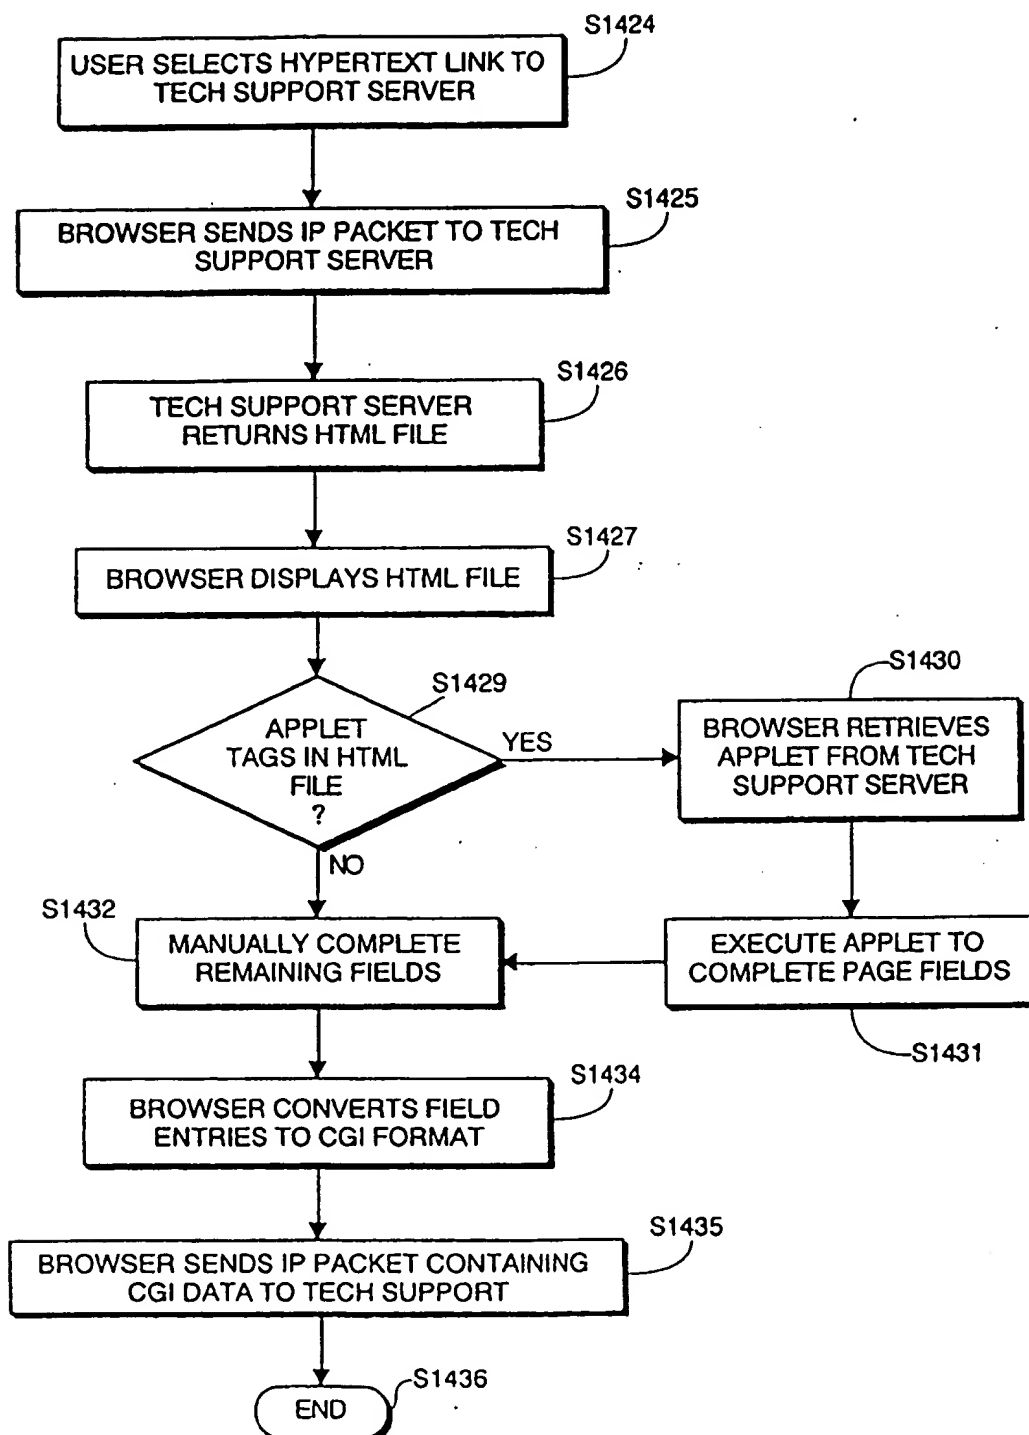 S1424
USER SELECTS HYPERTEXT LINK TO
TECH SUPPORT SERVER
S1425
BROWSER SENDS IP PACKET TO TECH
SUPPORT SERVER
S1426
TECH SUPPORT SERVER
RETURNS HTML FILE
S1427
BROWSER DISPLAYS HTML FILE
S1429
APPLET
TAGS IN HTML
FILE
?
YES
NO
S1430
BROWSER RETRIEVES
APPLET FROM TECH
SUPPORT SERVER
EXECUTE APPLET TO
COMPLETE PAGE FIELDS
S1431
S1432
MANUALLY COMPLETE
REMAINING FIELDS
S1434
BROWSER CONVERTS FIELD
ENTRIES TO CGI FORMAT
S1435
BROWSER SENDS IP PACKET CONTAINING
CGI DATA TO TECH SUPPORT
S1436
END